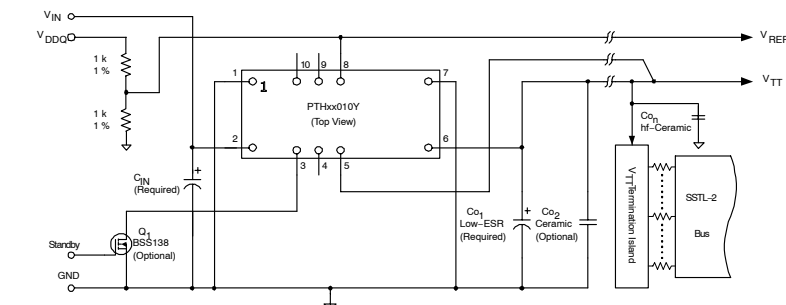 VIN
VDDQ
1 k
1 %
1 k
1 %
10 9 8
1
1
7
PTHxx010Y
(Top View)
2
6
3
4
5
VREF
VTT
Con
hf–Ceramic
CIN
(Required)
Q1
BSS138
(Optional)
Standby
GND
Co1
Low–ESR
(Required)
Co2
Ceramic
(Optional)
VTT Termination Island
SSTL–2
Bus
+
+